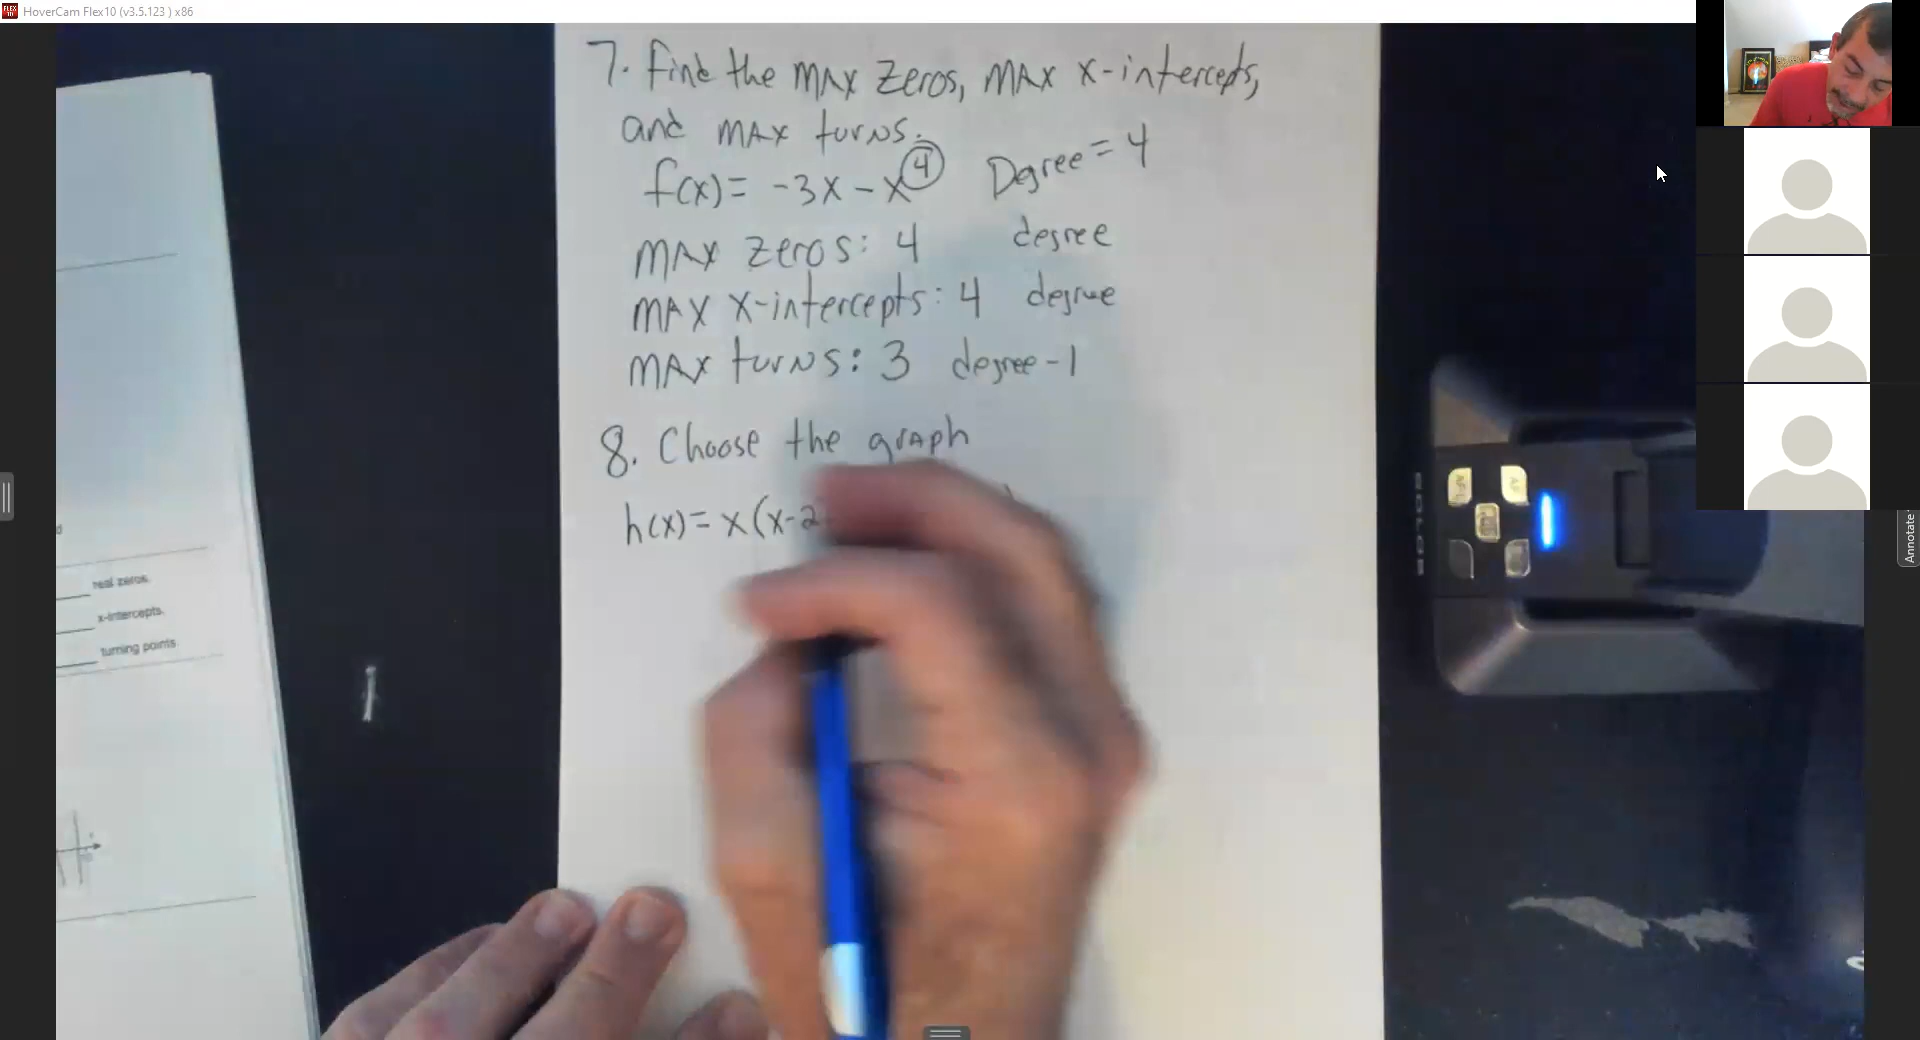 HoverCam Flex10 (v3.5.123 ) x86
7. Find the MAX zeros, MAX x-intercepts,
and MAX turns.
f(x) = -3x - x⁴ Degree = 4
MAX zeros: 4 degree
MAX x-intercepts: 4 degree
MAX turns: 3 degree-1
8. Choose the graph
h(x) = x(x-2
real zeros.
x-intercepts.
turning points
Annotate